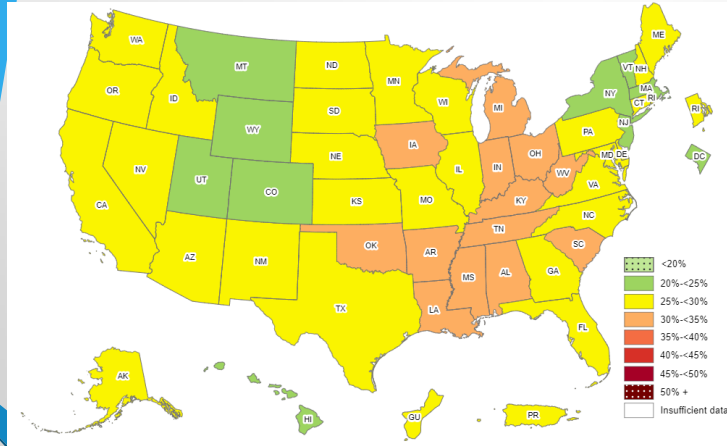 WA
ME
MT
ND
VT
NH
MN
OR
ID
WI
NY
MA
SD
MI
CT
RI
RI
WY
IA
PA
NJ
NE
OH
MD
DE
DC
NV
IL
IN
UT
CO
WV
CA
KS
MO
KY
VA
NC
TN
OK
AR
SC
AZ
NM
MS
AL
GA
TX
LA
FL
AK
HI
GU
PR
<20%
20%-<25%
25%-<30%
30%-<35%
35%-<40%
40%-<45%
45%-<50%
50% +
Insufficient data